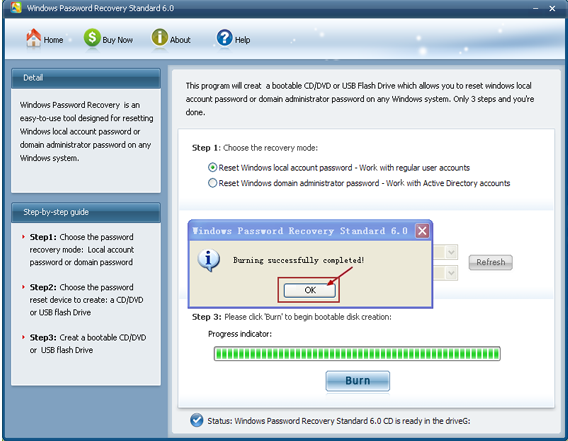 Windows Password Recovery Standard 6.0
Home
Buy Now
About
Help
Detail
Windows Password Recovery is an
easy-to-use tool designed for resetting
Windows local account password or
domain administrator password on any
Windows system.
Step-by-step guide
Step1: Choose the password
recovery mode: Local account
password or domain password
Step2: Choose the password
reset device to create: a CD/DVD
or USB flash Drive
Step3: Creat a bootable CD/DVD
or USB flash Drive
This program will creat a bootable CD/DVD or USB Flash Drive which allows you to reset windows local
account password or domain administrator password on any Windows system. Only 3 steps and you're
done.
Step 1: Choose the recovery mode:
Reset Windows local account password - Work with regular user accounts
Reset Windows domain administrator password - Work with Active Directory accounts
Windows Password Recovery Standard 6.0
Burning successfully completed!
OK
Refresh
Step 3: Please click 'Burn' to begin bootable disk creation:
Progress indicator:
Burn
Status: Windows Password Recovery Standard 6.0 CD is ready in the driveG: